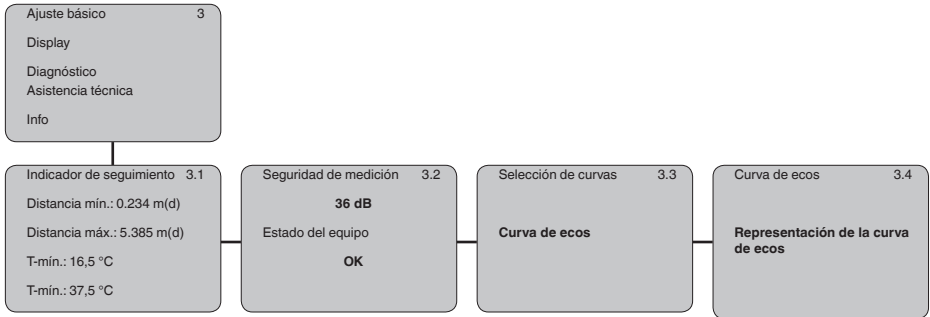 Ajuste básico 3
Display
Diagnóstico
Asistencia técnica
Info
Indicador de seguimiento 3.1
Distancia mín.: 0.234 m(d)
Distancia máx.: 5.385 m(d)
T-mín.: 16,5 °C
T-mín.: 37,5 °C
Seguridad de medición 3.2
36 dB
Estado del equipo
OK
Selección de curvas 3.3
Curva de ecos
Curva de ecos 3.4
Representación de la curva
de ecos